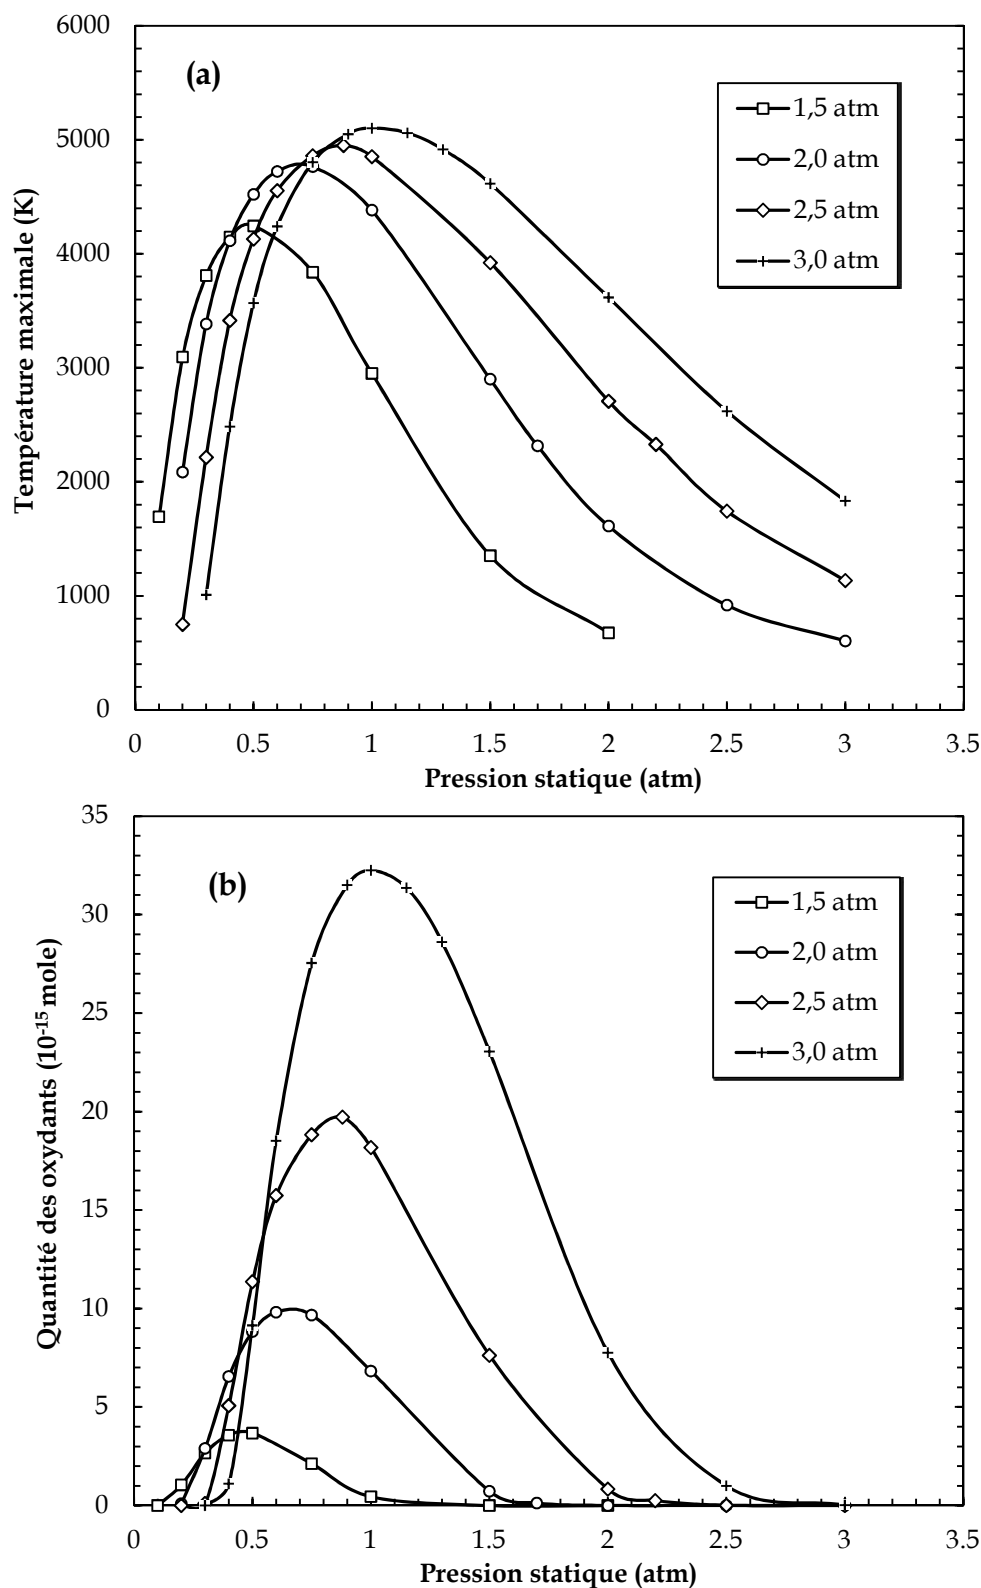 6000
5000
4000
3000
2000
1000
0
Température maximale (K)
(a)
1,5 atm
2,0 atm
2,5 atm
3,0 atm
0 0.5 1 1.5 2 2.5 3 3.5
Pression statique (atm)
35
30
25
20
15
10
5
0
Quantité des oxydants (10⁻¹⁵ mole)
(b)
1,5 atm
2,0 atm
2,5 atm
3,0 atm
0 0.5 1 1.5 2 2.5 3 3.5
Pression statique (atm)